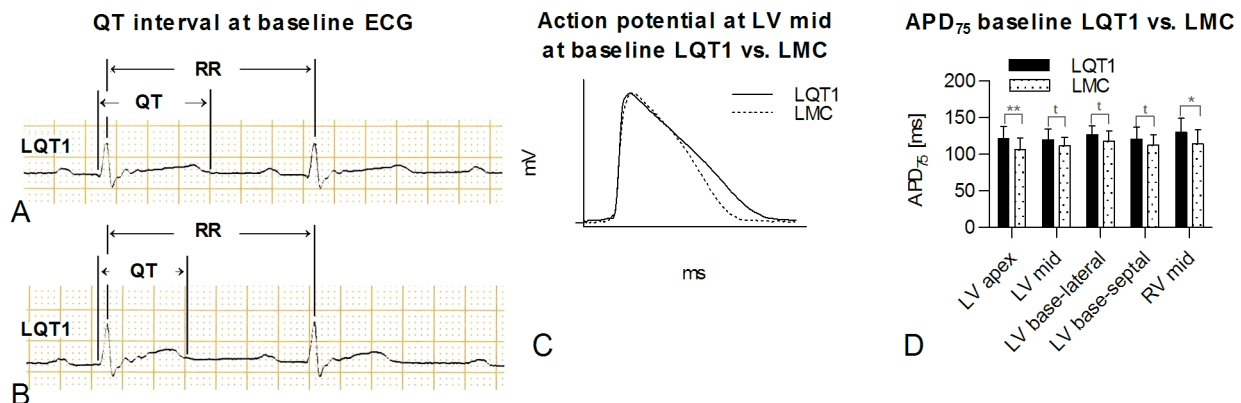 QT interval at baseline ECG
RR
QT
LQT1
A
RR
QT
LQT1
B
Action potential at LV mid
at baseline LQT1 vs. LMC
LQT1
LMC
mV
ms
C
APD75 baseline LQT1 vs. LMC
LQT1
LMC
200
150
100
50
0
APD75 [ms]
** t t t *
LV apex
LV mid
LV base-lateral
LV base-septal
RV mid
D